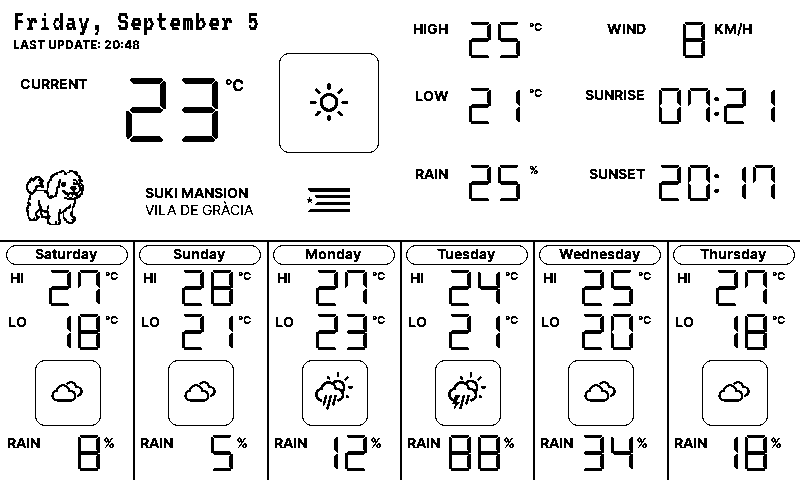 Friday, September 5
LAST UPDATE: 20:48
CURRENT 23 °C
SUKI MANSION
VILA DE GRÀCIA
HIGH 25 °C
LOW 21 °C
RAIN 25 %
WIND 8 KM/H
SUNRISE 07:21
SUNSET 20:17
Saturday
HI 27 °C
LO 18 °C
RAIN 8 %
Sunday
HI 28 °C
LO 21 °C
RAIN 5 %
Monday
HI 27 °C
LO 23 °C
RAIN 12 %
Tuesday
HI 24 °C
LO 21 °C
RAIN 88 %
Wednesday
HI 25 °C
LO 20 °C
RAIN 34 %
Thursday
HI 27 °C
LO 18 °C
RAIN 18 %